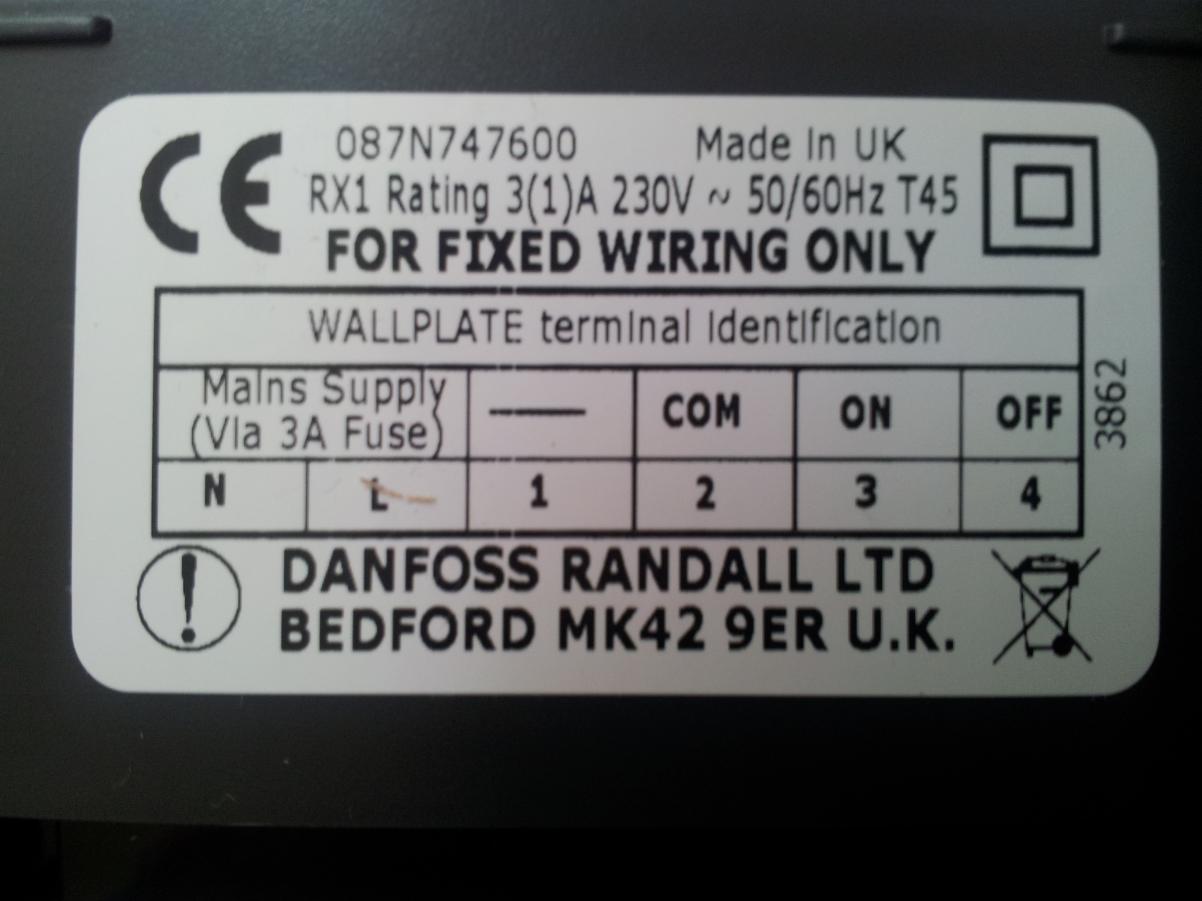 CE 087N747600 Made in UK
RX1 Rating 3(1)A 230V ~ 50/60Hz T45
FOR FIXED WIRING ONLY
WALLPLATE terminal identification
Mains Supply
(Via 3A Fuse)
— COM ON OFF
N L 1 2 3 4
3862
DANFOSS RANDALL LTD
BEDFORD MK42 9ER U.K.